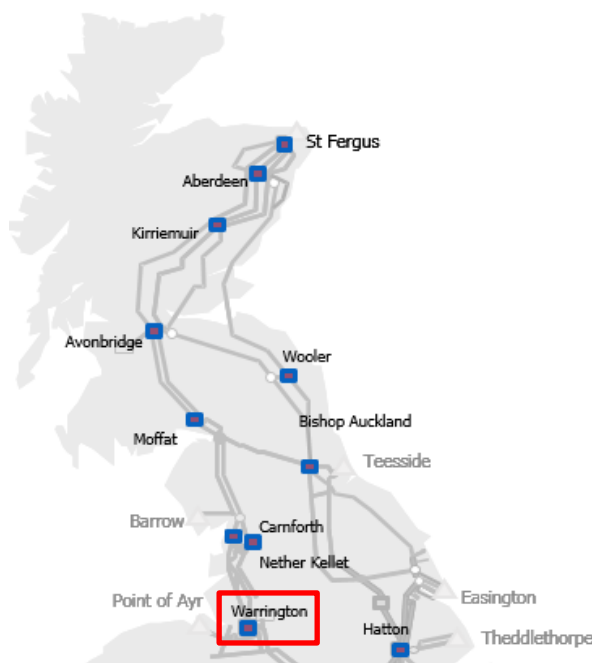 St Fergus
Aberdeen
Kirriemuir
Avonbridge
Wooler
Bishop Auckland
Moffat
Teesside
Barrow
Carnforth
Nether Kellet
Point of Ayr
Warrington
Easington
Hatton
Theddlethorpe